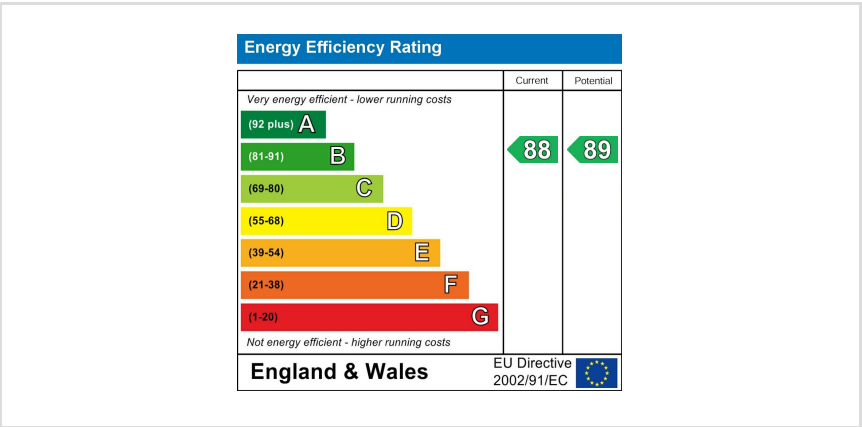 Energy Efficiency Rating
Current Potential
Very energy efficient - lower running costs
(92 plus) A
(81-91) B
88 89
(69-80) C
(55-68) D
(39-54) E
(21-38) F
(1-20) G
Not energy efficient - higher running costs
England & Wales
EU Directive
2002/91/EC